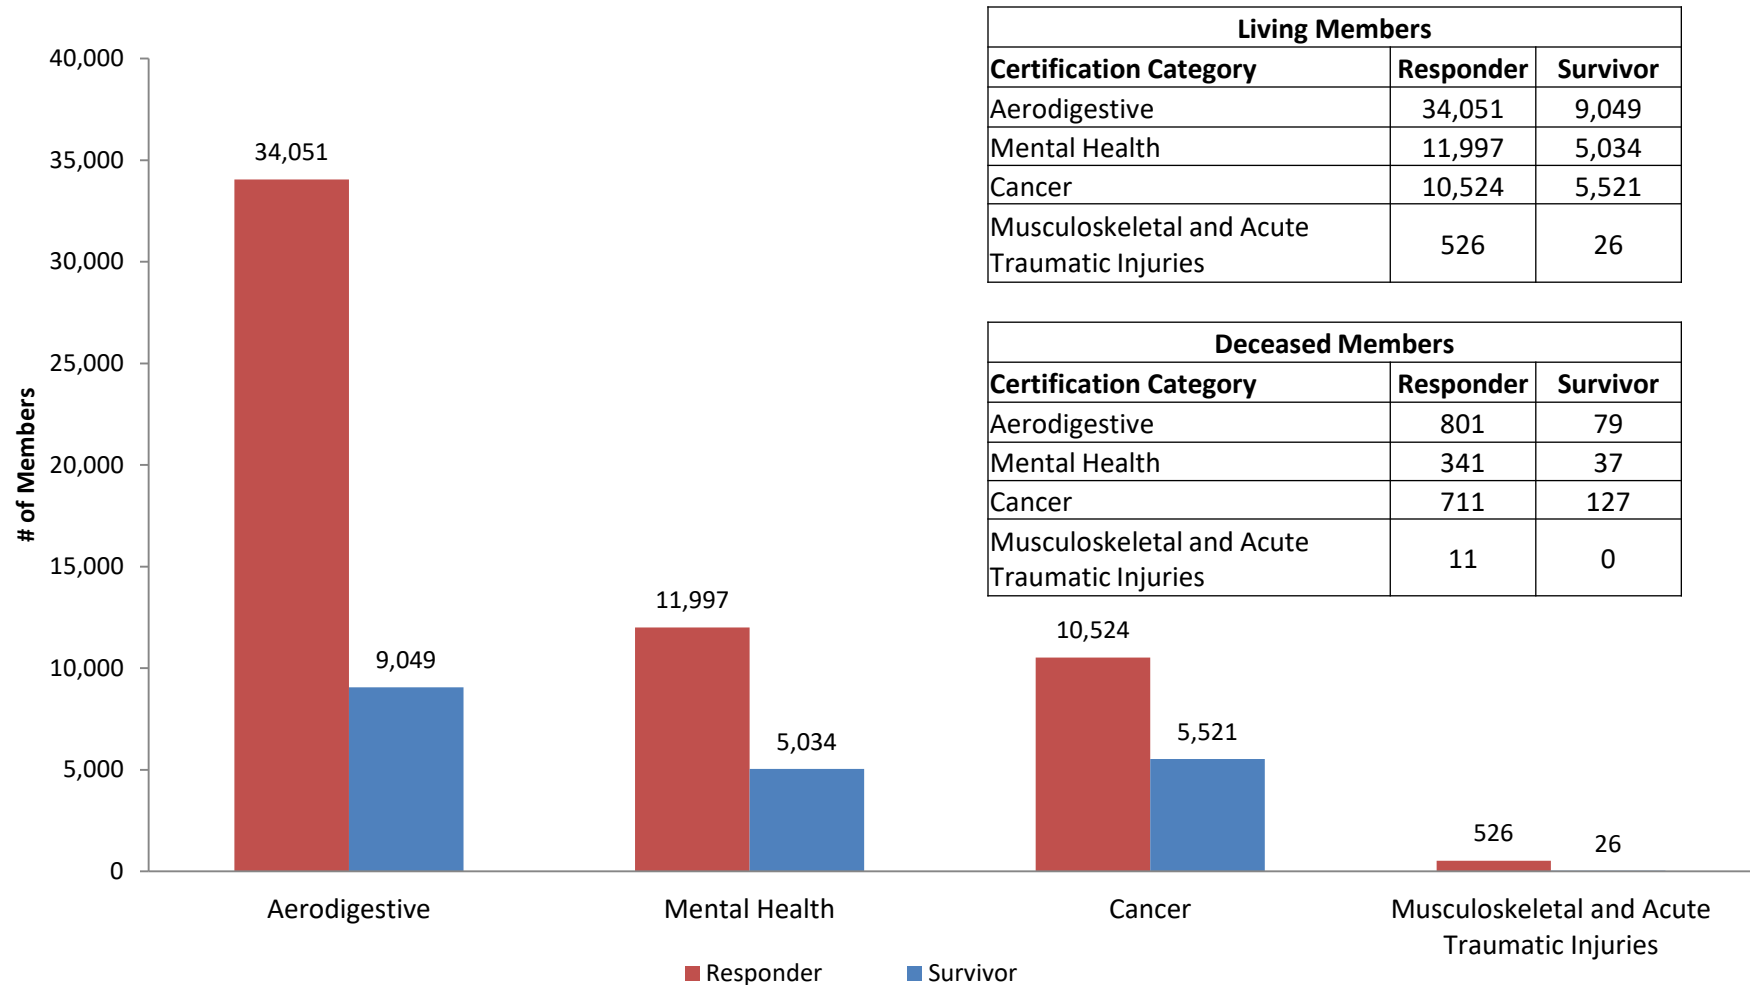 Living Members
Certification Category Responder Survivor
Aerodigestive 34,051 9,049
Mental Health 11,997 5,034
Cancer 10,524 5,521
Musculoskeletal and Acute
Traumatic Injuries 526 26
Deceased Members
Certification Category Responder Survivor
Aerodigestive 801 79
Mental Health 341 37
Cancer 711 127
Musculoskeletal and Acute
Traumatic Injuries 11 0
# of Members
40,000
35,000
30,000
25,000
20,000
15,000
10,000
5,000
0
34,051
9,049
11,997
5,034
10,524
5,521
526
26
Aerodigestive
Mental Health
Cancer
Musculoskeletal and Acute
Traumatic Injuries
Responder
Survivor